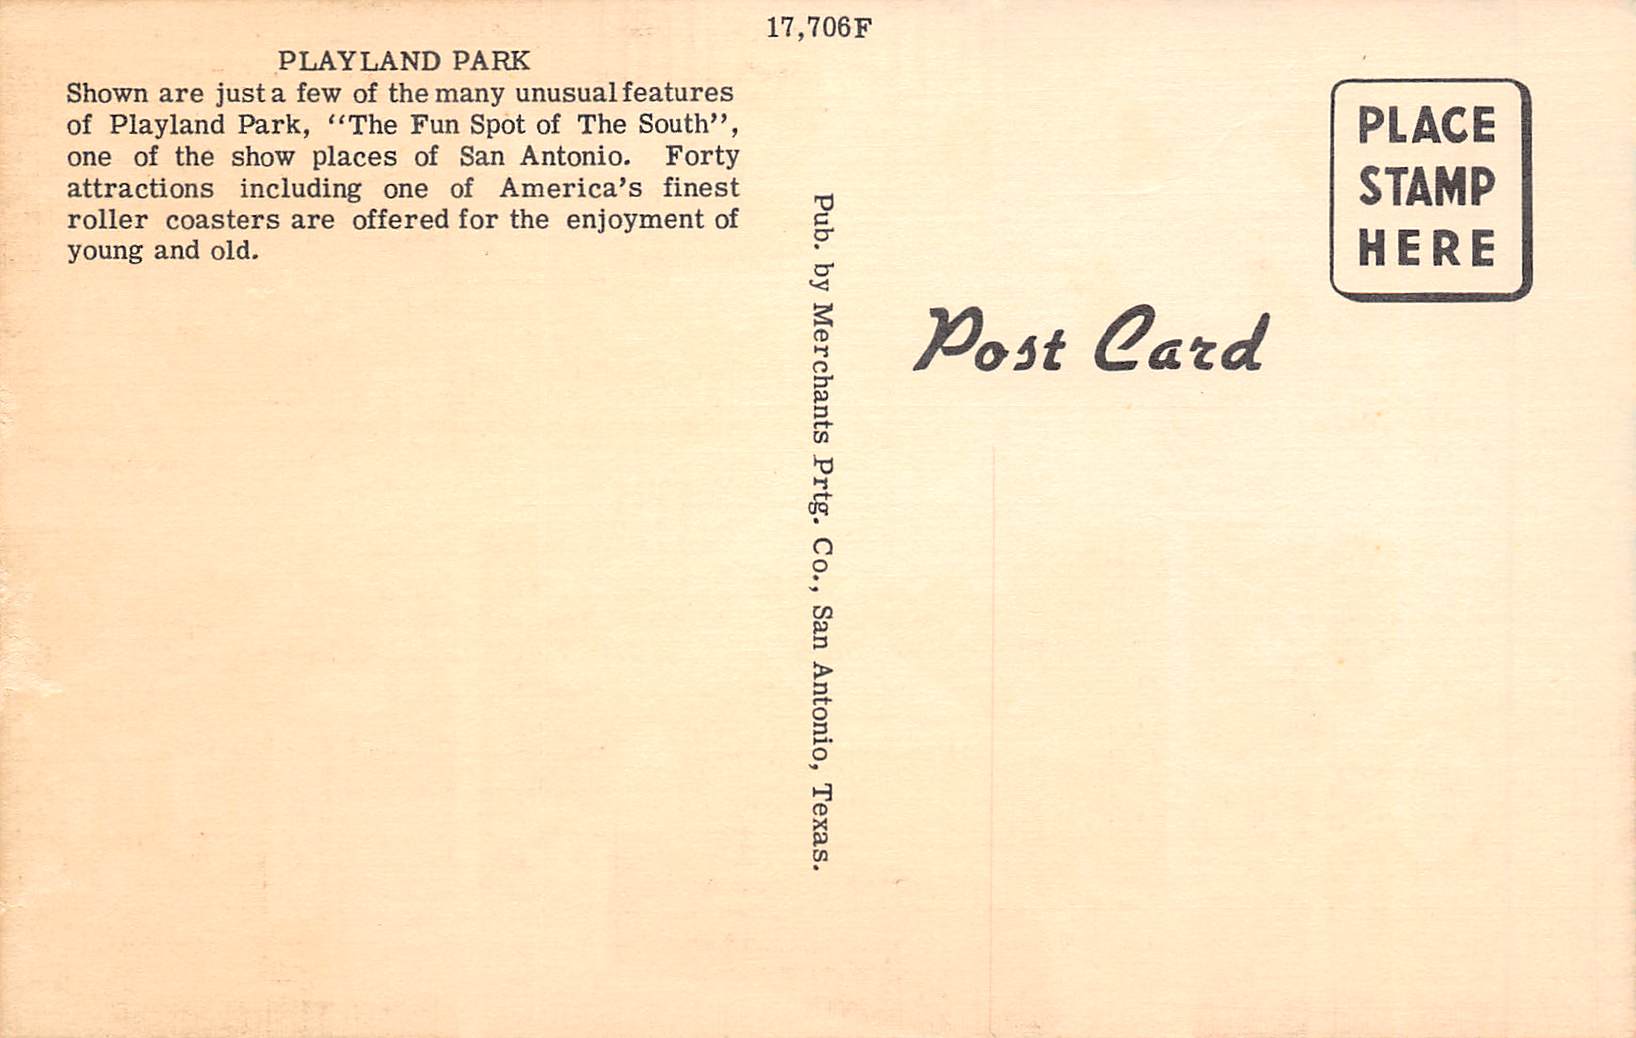 17,706F
PLAYLAND PARK
Shown are just a few of the many unusual features
of Playland Park, “The Fun Spot of The South”,
one of the show places of San Antonio. Forty
attractions including one of America’s finest
roller coasters are offered for the enjoyment of
young and old.
Pub. by Merchants Prtg. Co., San Antonio, Texas.
PLACE
STAMP
HERE
Post Card